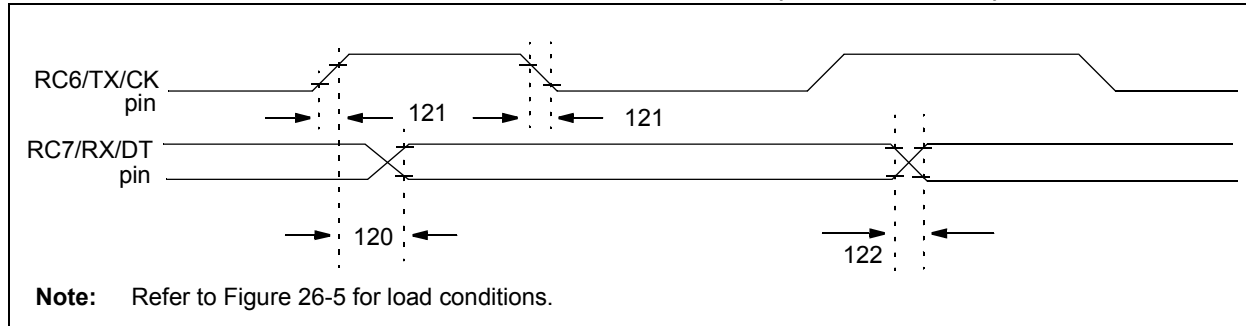 RC6/TX/CK
pin
121
121
RC7/RX/DT
pin
120
122
Note: Refer to Figure 26-5 for load conditions.